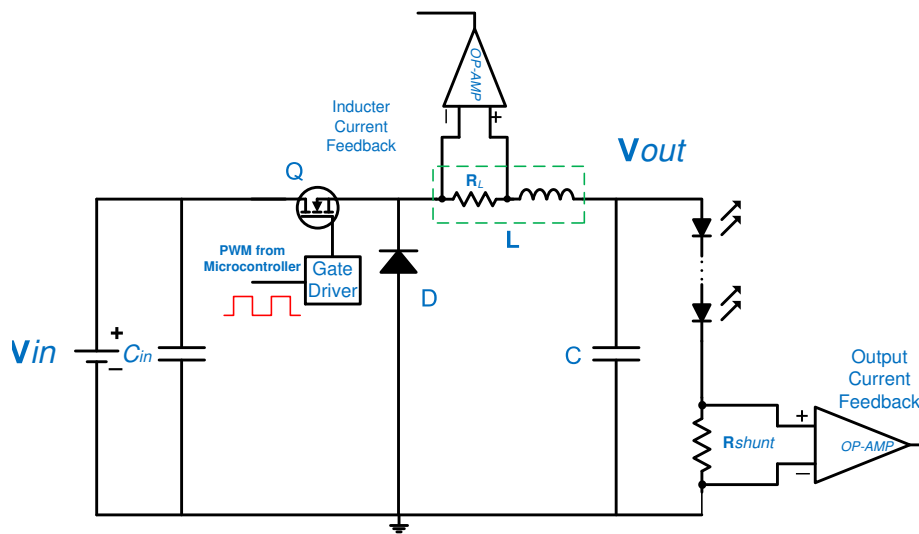 OP-AMP
Inducter
Current
Feedback
− +
Vout
Q
RL
L
PWM from
Microcontroller
Gate
Driver
D
+
Vin
−
Cin
C
Output
Current
Feedback
+
Rshunt
OP-AMP
−